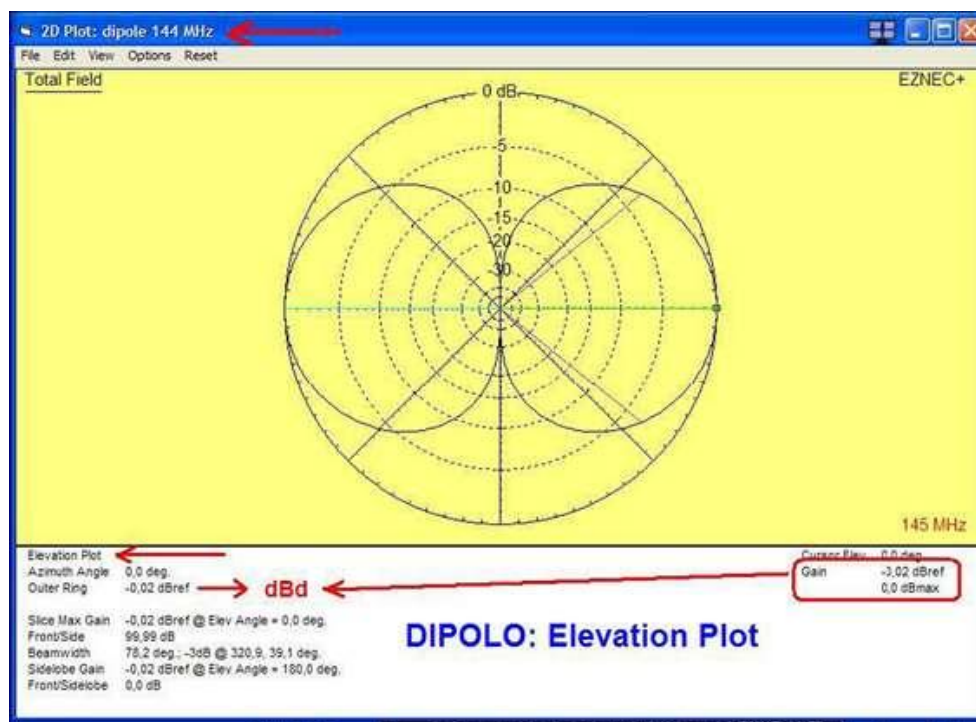 2D Plot: dipole 144 MHz
File Edit View Options Reset
Total Field
EZNEC+
0 dB
-5
-10
-15
-20
-30
145 MHz
Elevation Plot
Cursor Elev 0,0 deg.
Azimuth Angle 0,0 deg.
Gain -3,02 dBref
Outer Ring -0,02 dBref
dBd
0,0 dBmax
Slice Max Gain -0,02 dBref @ Elev Angle = 0,0 deg.
Front/Side 99,99 dB
DIPOLO: Elevation Plot
Beamwidth 78,2 deg.; -3dB @ 320,9, 39,1 deg.
Sidelobe Gain -0,02 dBref @ Elev Angle = 180,0 deg.
Front/Sidelobe 0,0 dB